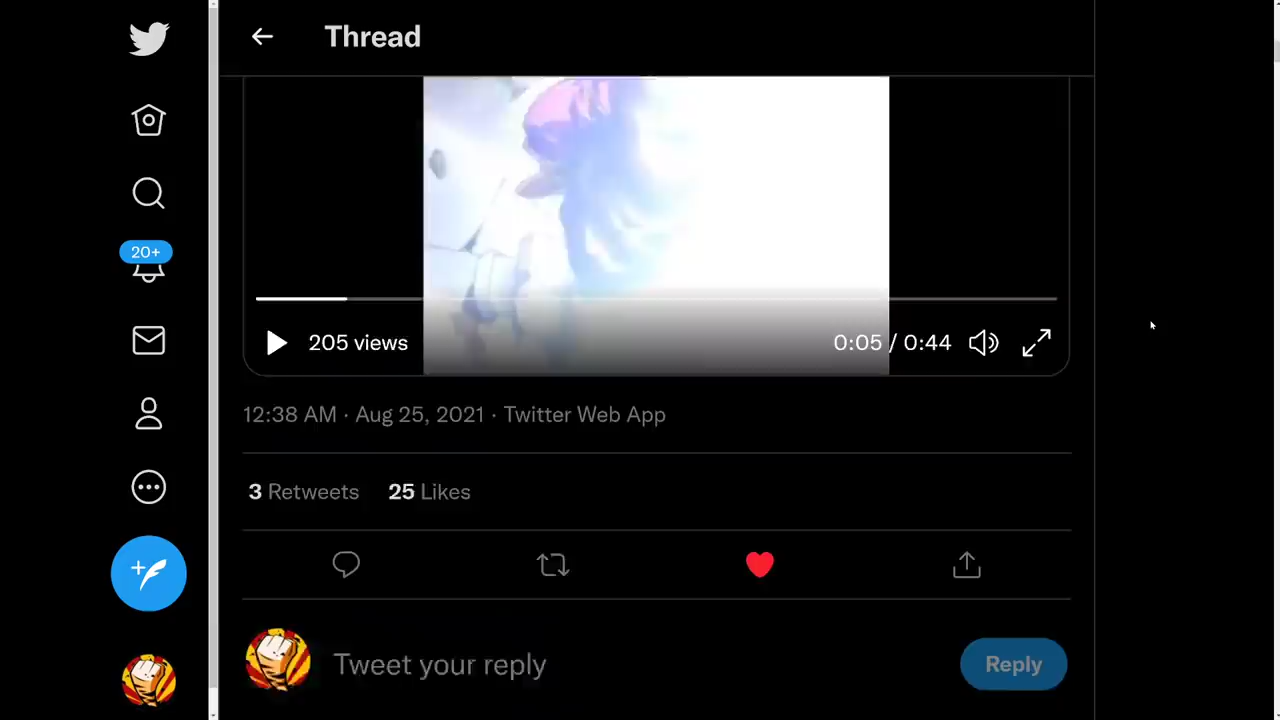 Thread
20+
205 views
0:05 / 0:44
12:38 AM · Aug 25, 2021 · Twitter Web App
3 Retweets 25 Likes
Tweet your reply
Reply